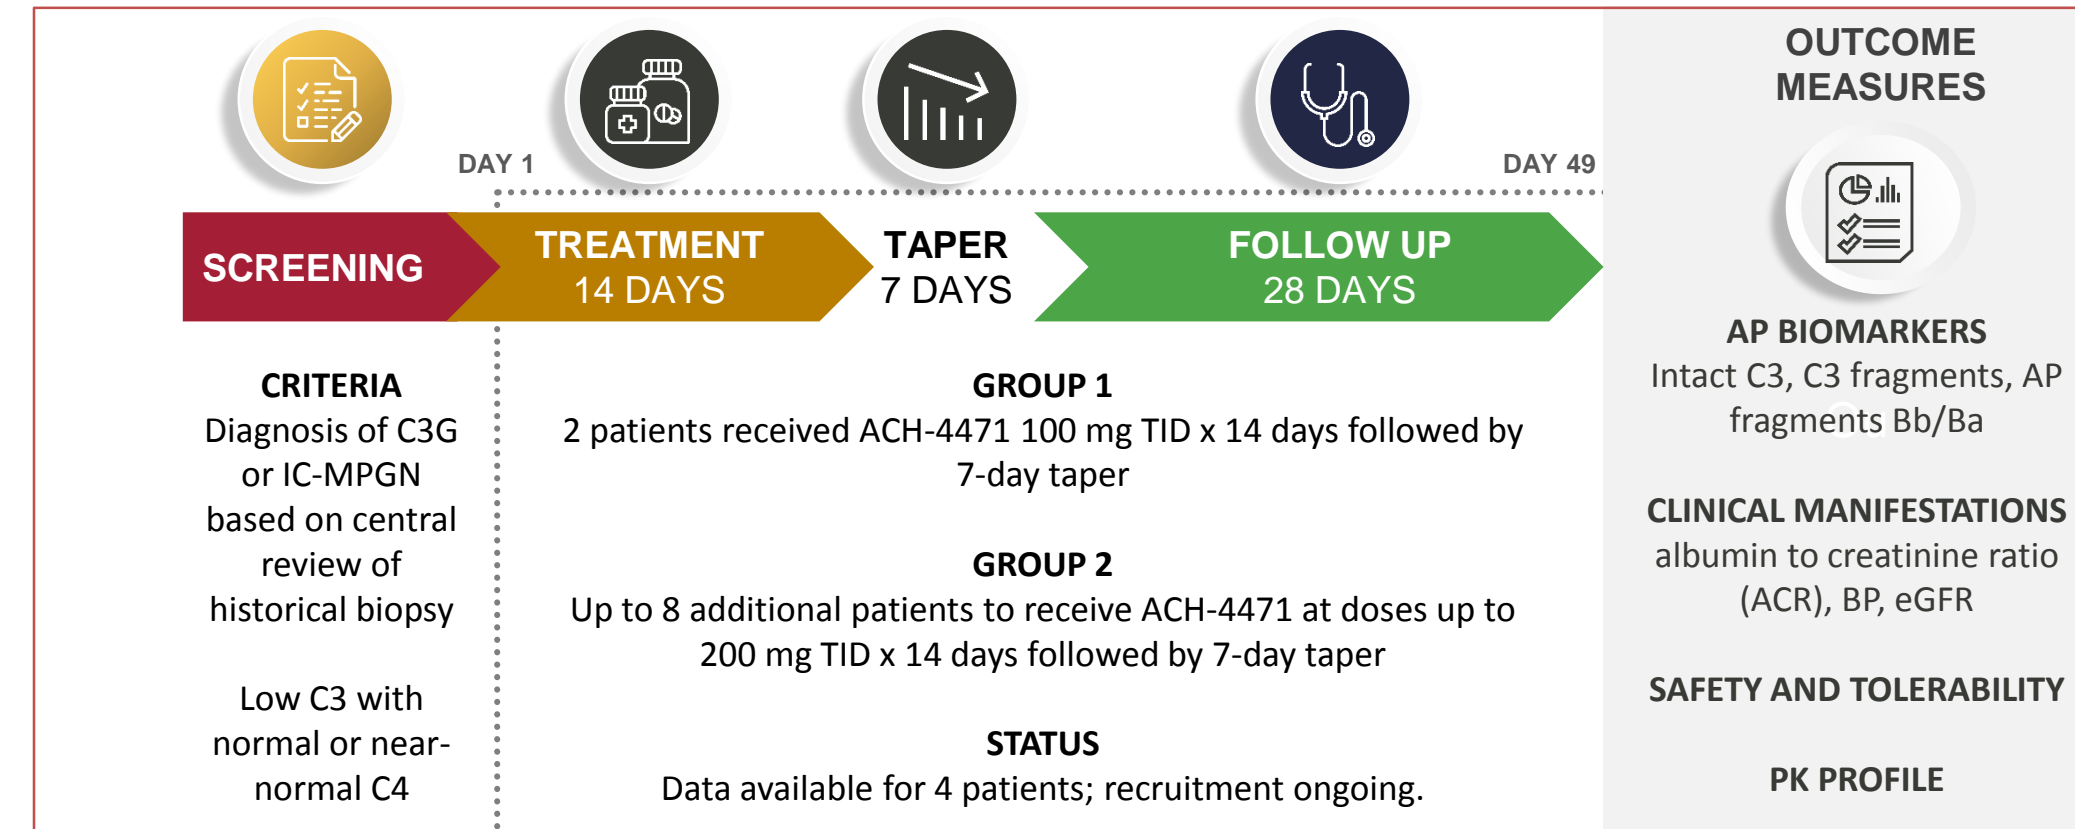 DAY 1
DAY 49
SCREENING
TREATMENT
14 DAYS
TAPER
7 DAYS
FOLLOW UP
28 DAYS
CRITERIA
Diagnosis of C3G
or IC-MPGN
based on central
review of
historical biopsy
Low C3 with
normal or near-
normal C4
GROUP 1
2 patients received ACH-4471 100 mg TID x 14 days followed by
7-day taper
GROUP 2
Up to 8 additional patients to receive ACH-4471 at doses up to
200 mg TID x 14 days followed by 7-day taper
STATUS
Data available for 4 patients; recruitment ongoing.
OUTCOME
MEASURES
AP BIOMARKERS
Intact C3, C3 fragments, AP
fragments Bb/Ba
CLINICAL MANIFESTATIONS
albumin to creatinine ratio
(ACR), BP, eGFR
SAFETY AND TOLERABILITY
PK PROFILE